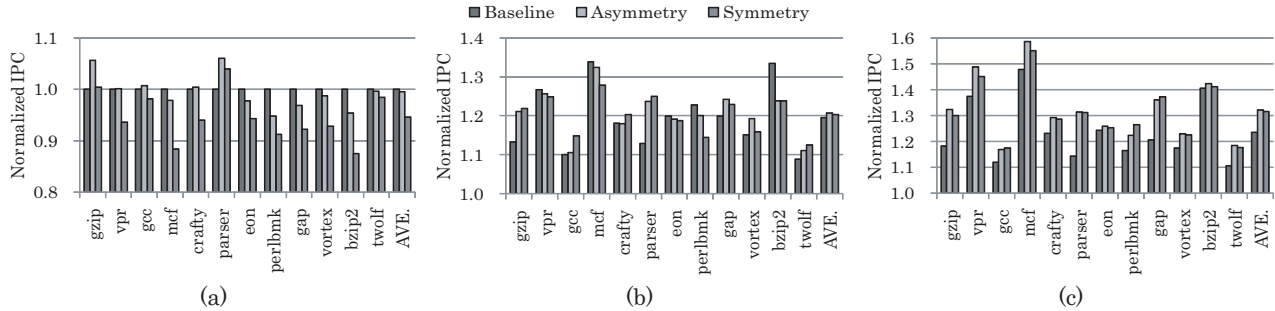 Baseline Asymmetry Symmetry
Normalized IPC
1.1
1.0
0.9
0.8
gzip
vpr
gcc
mcf
crafty
parser
eon
perlbmk
gap
vortex
bzip2
twolf
AVE.
(a)
Normalized IPC
1.4
1.3
1.2
1.1
1.0
gzip
vpr
gcc
mcf
crafty
parser
eon
perlbmk
gap
vortex
bzip2
twolf
AVE.
(b)
Normalized IPC
1.6
1.5
1.4
1.3
1.2
1.1
1.0
gzip
vpr
gcc
mcf
crafty
parser
eon
perlbmk
gap
vortex
bzip2
twolf
AVE.
(c)